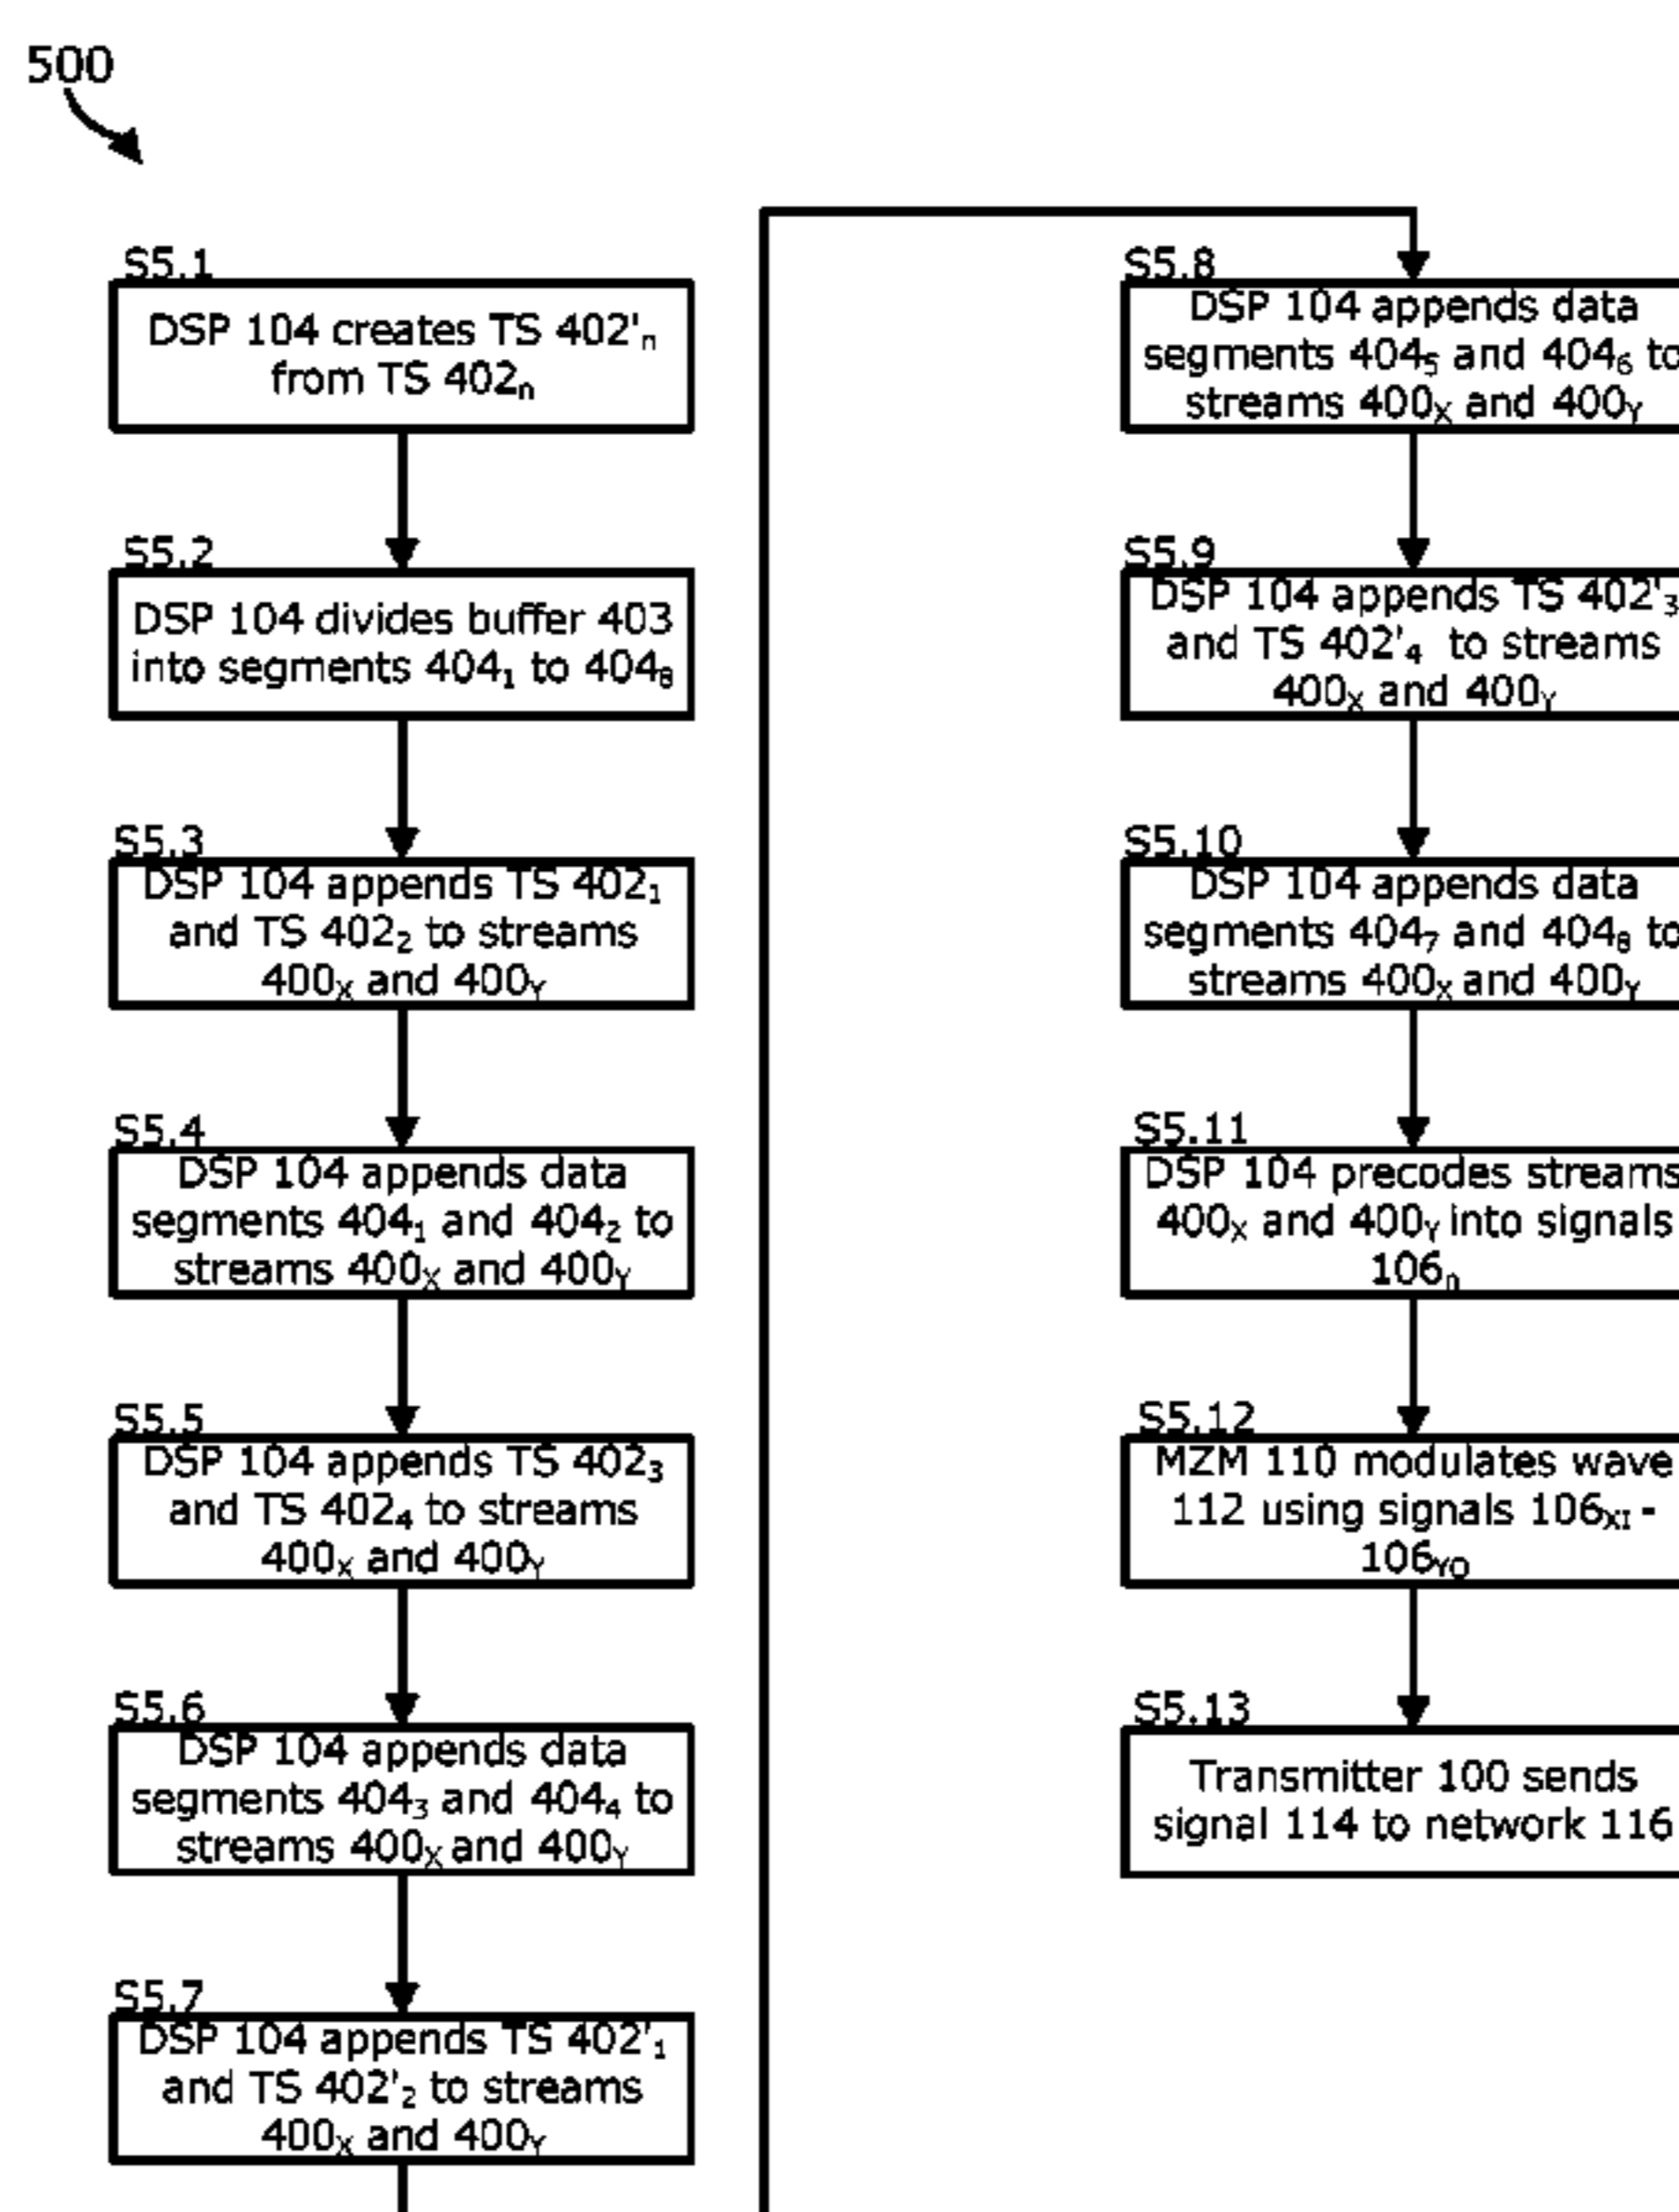 500
S5.1
DSP 104 creates TS 402'ₙ
from TS 402ₙ
S5.2
DSP 104 divides buffer 403
into segments 404₁ to 404₈
S5.3
DSP 104 appends TS 402₁
and TS 402₂ to streams
400X and 400Y
S5.4
DSP 104 appends data
segments 404₁ and 404₂ to
streams 400X and 400Y
S5.5
DSP 104 appends TS 402₃
and TS 402₄ to streams
400X and 400Y
S5.6
DSP 104 appends data
segments 404₃ and 404₄ to
streams 400X and 400Y
S5.7
DSP 104 appends TS 402'₁
and TS 402'₂ to streams
400X and 400Y
S5.8
DSP 104 appends data
segments 404₅ and 404₆ to
streams 400X and 400Y
S5.9
DSP 104 appends TS 402'₃
and TS 402'₄ to streams
400X and 400Y
S5.10
DSP 104 appends data
segments 404₇ and 404₈ to
streams 400X and 400Y
S5.11
DSP 104 precodes streams
400X and 400Y into signals
106ₙ
S5.12
MZM 110 modulates wave
112 using signals 106XI -
106YQ
S5.13
Transmitter 100 sends
signal 114 to network 116